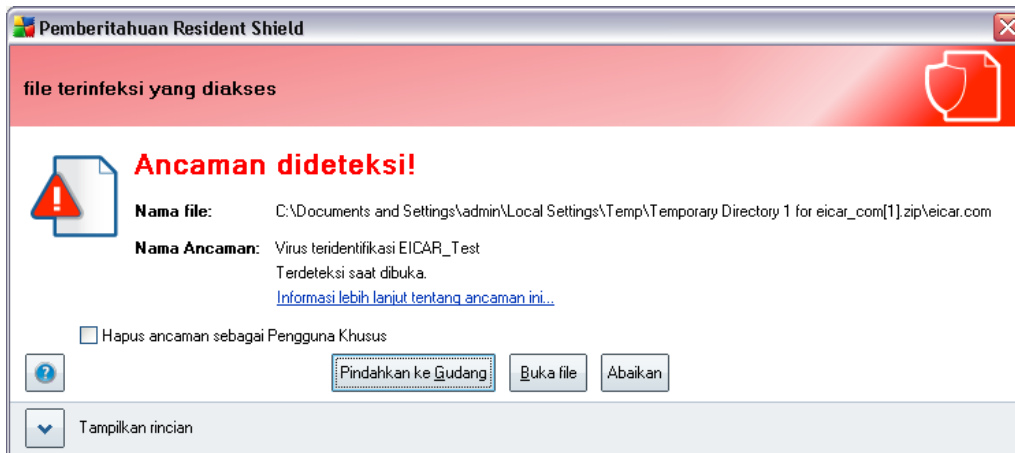 Pemberitahuan Resident Shield
file terinfeksi yang diakses
Ancaman dideteksi!
Nama file: C:\Documents and Settings\admin\Local Settings\Temp\Temporary Directory 1 for eicar_com[1].zip\eicar.com
Nama Ancaman: Virus teridentifikasi EICAR_Test
Terdeteksi saat dibuka.
Informasi lebih lanjut tentang ancaman ini...
Hapus ancaman sebagai Pengguna Khusus
Pindahkan ke Gudang Buka file Abaikan
Tampilkan rincian